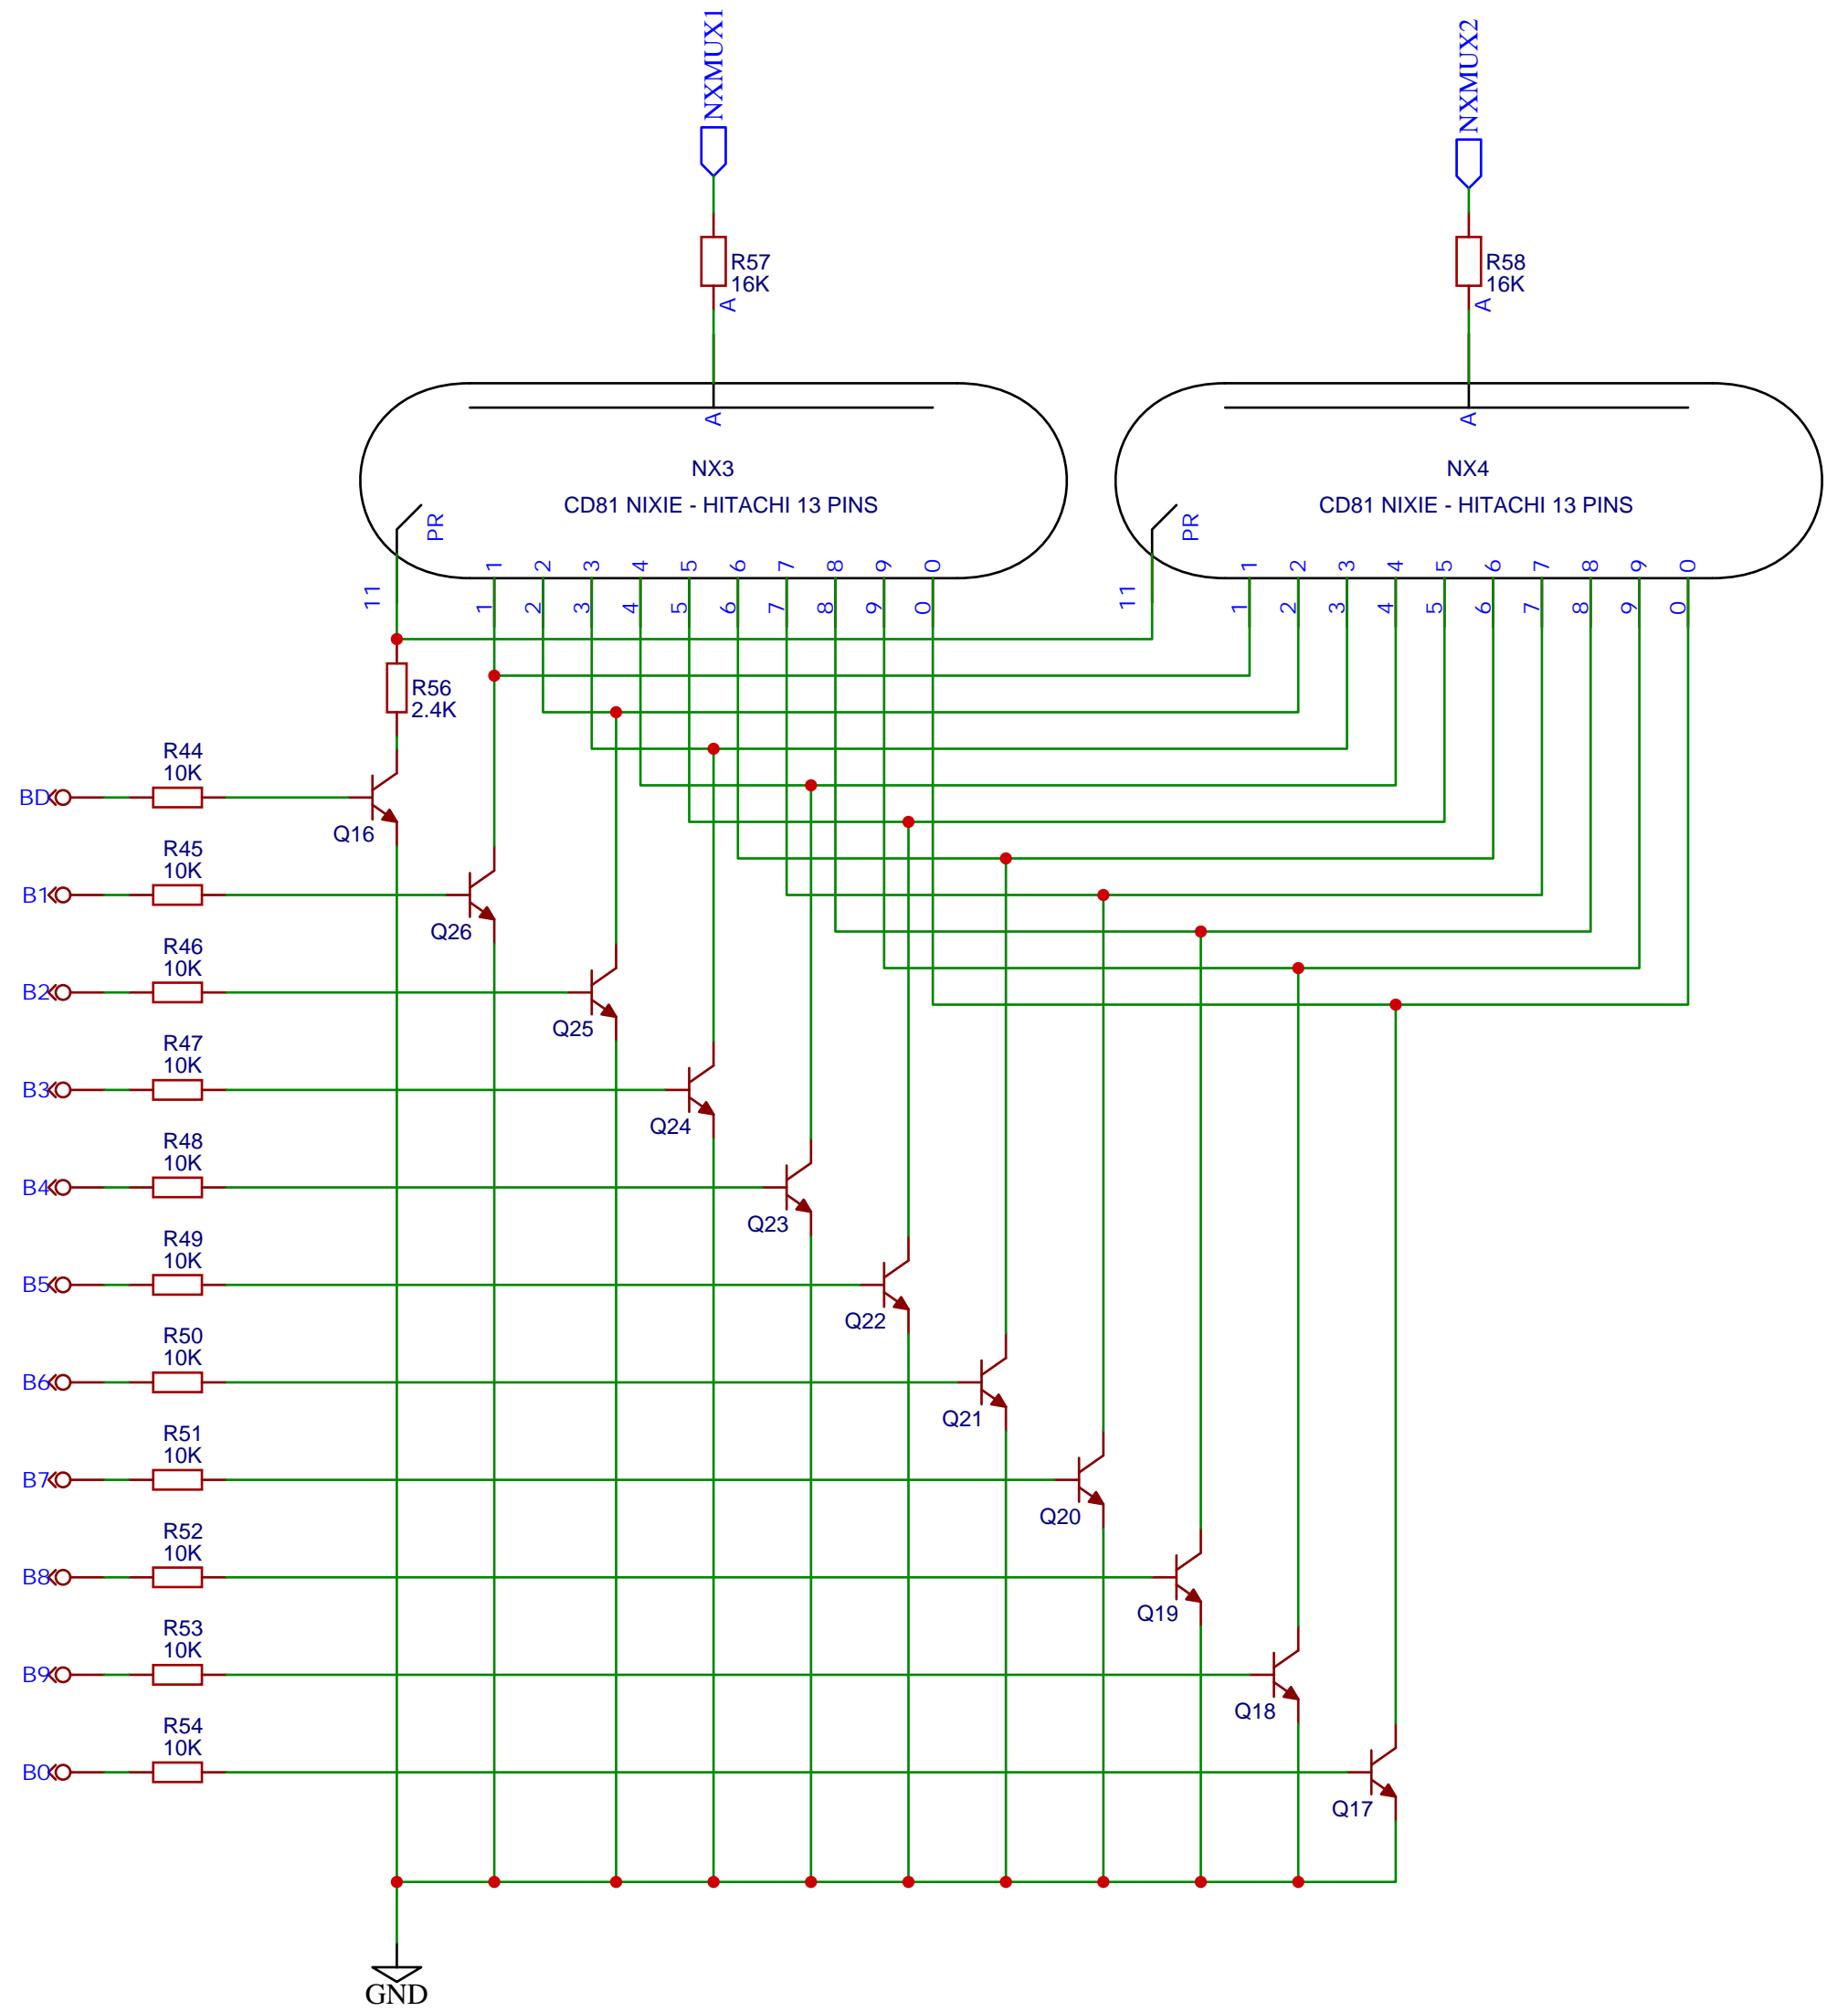 NXMUX1
NXMUX2
R57
16K
A
R58
16K
A
A
A
NX3
CD81 NIXIE - HITACHI 13 PINS
NX4
CD81 NIXIE - HITACHI 13 PINS
PR
PR
1 2 3 4 5 6 7 8 9 0
1 2 3 4 5 6 7 8 9 0
11
1 2 3 4 5 6 7 8 9 0
11
1 2 3 4 5 6 7 8 9 0
R56
2.4K
R44
10K
BD
Q16
R45
10K
B1
Q26
R46
10K
B2
Q25
R47
10K
B3
Q24
R48
10K
B4
Q23
R49
10K
B5
Q22
R50
10K
B6
Q21
R51
10K
B7
Q20
R52
10K
B8
Q19
R53
10K
B9
Q18
R54
10K
B0
Q17
GND